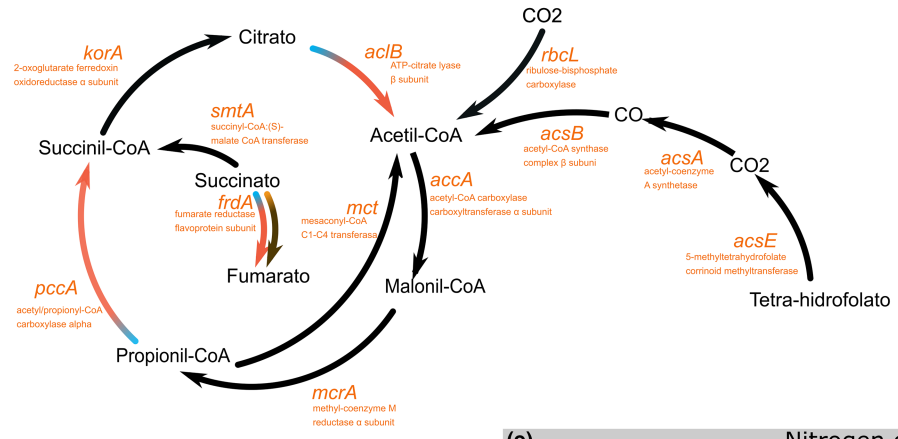 CO2
Citrato
korA
2-oxoglutarate ferredoxin
oxidoreductase α subunit
aclB
ATP-citrate lyase
β subunit
rbcL
ribulose-bisphosphate
carboxylase
smtA
succinyl-CoA:(S)-
malate CoA transferase
Succinil-CoA
Acetil-CoA
CO
acsB
acetyl-CoA synthase
complex β subuni
acsA
acetyl-coenzyme
A synthetase
CO2
Succinato
frdA
fumarate reductase
flavoprotein subunit
mct
mesaconyl-CoA
C1-C4 transferasa
accA
acetyl-CoA carboxylase
carboxyltransferase α subunit
acsE
5-methyltetrahydrofolate
corrinoid methyltransferase
Fumarato
Malonil-CoA
Tetra-hidrofolato
pccA
acetyl/propionyl-CoA
carboxylase alpha
Propionil-CoA
mcrA
methyl-coenzyme M
reductase α subunit
Nitrogen